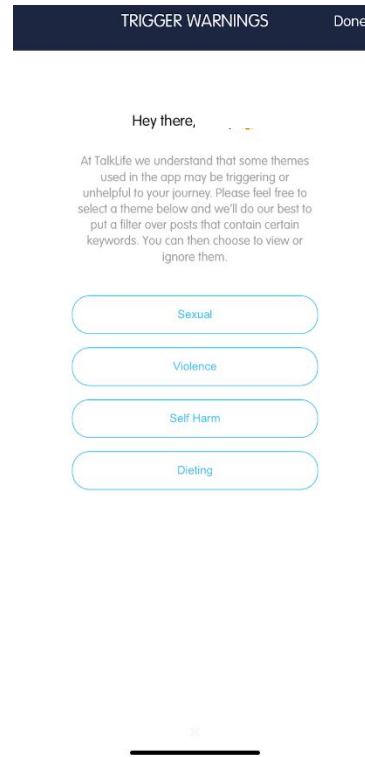 TRIGGER WARNINGS Done
Hey there,
At TalkLife we understand that some themes
used in the app may be triggering or
unhelpful to your journey. Please feel free to
select a theme below and we'll do our best to
put a filter over posts that contain certain
keywords. You can then choose to view or
ignore them.
Sexual
Violence
Self Harm
Dieting